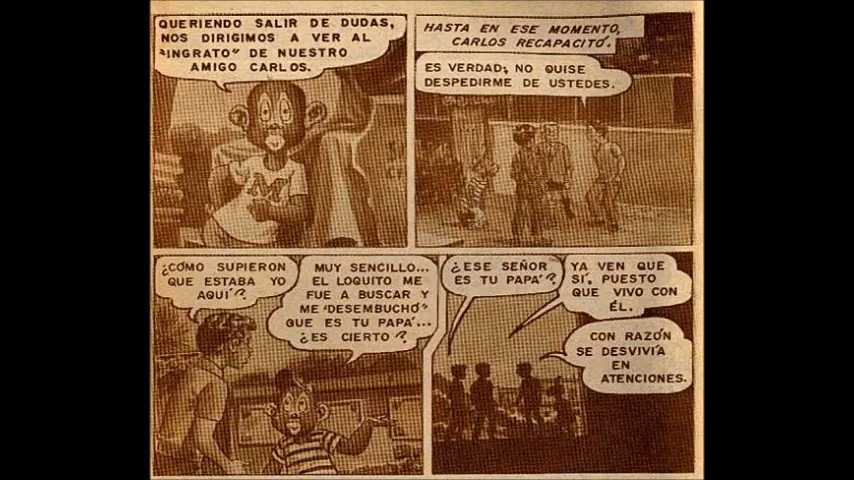 QUERIENDO SALIR DE DUDAS,
NOS DIRIGIMOS A VER AL
"INGRATO" DE NUESTRO
AMIGO CARLOS.
HASTA EN ESE MOMENTO,
CARLOS RECAPACITÓ.
ES VERDAD; NO QUISE
DESPEDIRME DE USTEDES.
¿CÓMO SUPIERON
QUE ESTABA YO
AQUÍ?.
MUY SENCILLO...
EL LOQUITO ME
FUE A BUSCAR Y
ME "DESEMBUCHÓ"
QUE ES TU PAPÁ...
¿ES CIERTO?.
¿ESE SEÑOR
ES TU PAPÁ?.
YA VEN QUE
SÍ, PUESTO
QUE VIVO CON
ÉL.
CON RAZÓN
SE DESVIVÍA
EN
ATENCIONES.
M